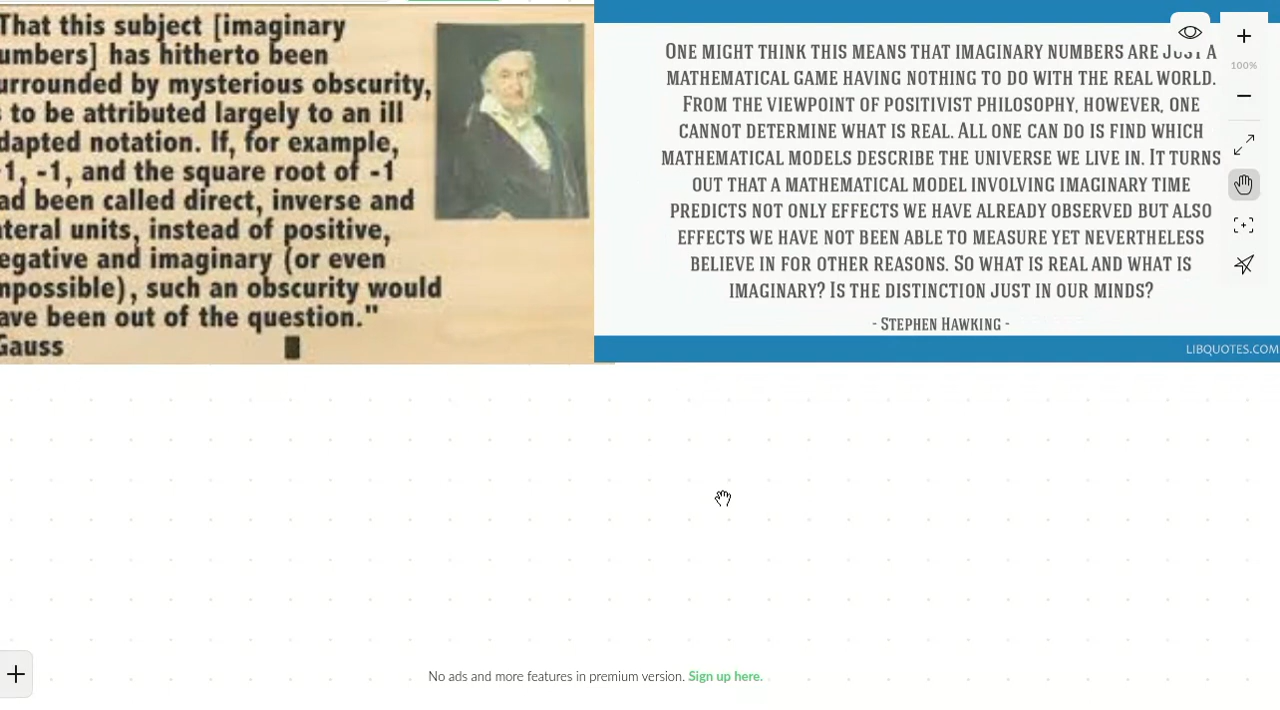 That this subject [imaginary
umbers] has hitherto been
urrounded by mysterious obscurity,
s to be attributed largely to an ill
dapted notation. If, for example,
-1, -1, and the square root of -1
ad been called direct, inverse and
ateral units, instead of positive,
egative and imaginary (or even
mpossible), such an obscurity would
ave been out of the question."
Gauss
One might think this means that imaginary numbers are just a
mathematical game having nothing to do with the real world.
From the viewpoint of positivist philosophy, however, one
cannot determine what is real. All one can do is find which
mathematical models describe the universe we live in. It turns
out that a mathematical model involving imaginary time
predicts not only effects we have already observed but also
effects we have not been able to measure yet nevertheless
believe in for other reasons. So what is real and what is
imaginary? Is the distinction just in our minds?
- Stephen Hawking -
LIBQUOTES.COM
100%
No ads and more features in premium version. Sign up here.